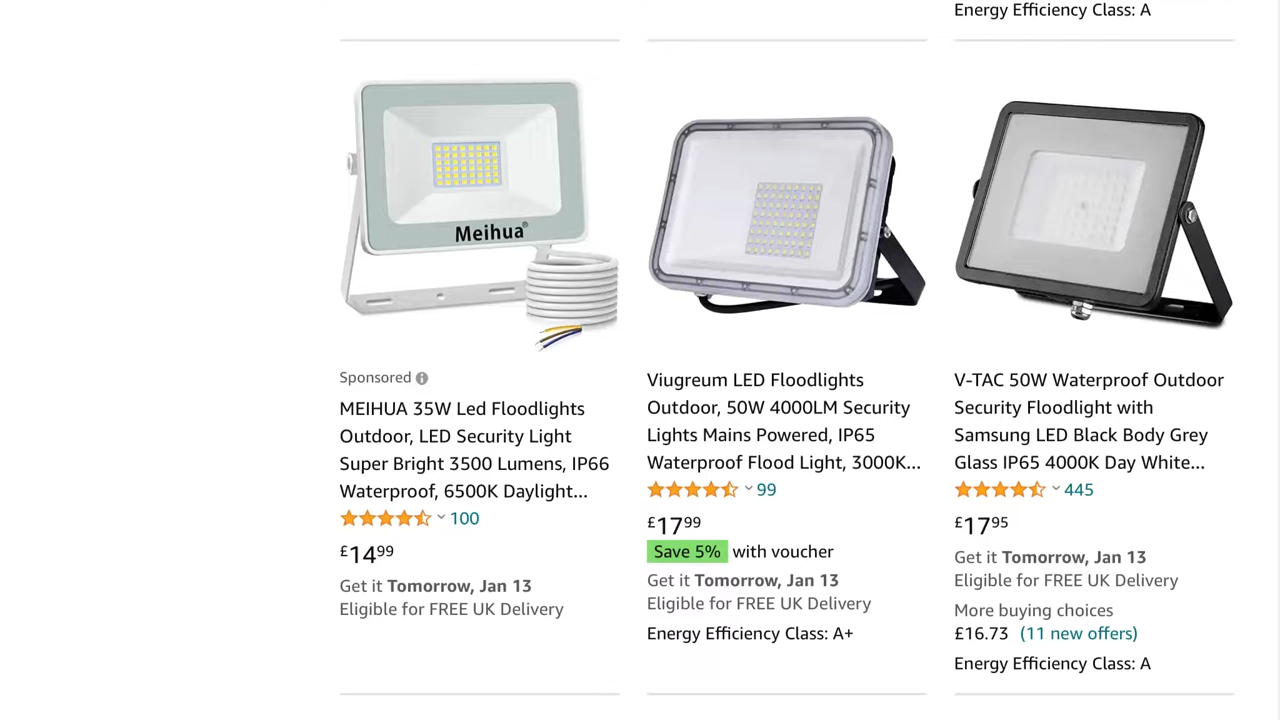 Energy Efficiency Class: A
Meihua®
Sponsored
MEIHUA 35W Led Floodlights
Outdoor, LED Security Light
Super Bright 3500 Lumens, IP66
Waterproof, 6500K Daylight...
100
£14.99
Get it Tomorrow, Jan 13
Eligible for FREE UK Delivery
Viugreum LED Floodlights
Outdoor, 50W 4000LM Security
Lights Mains Powered, IP65
Waterproof Flood Light, 3000K...
99
£17.99
Save 5% with voucher
Get it Tomorrow, Jan 13
Eligible for FREE UK Delivery
Energy Efficiency Class: A+
V-TAC 50W Waterproof Outdoor
Security Floodlight with
Samsung LED Black Body Grey
Glass IP65 4000K Day White...
445
£17.95
Get it Tomorrow, Jan 13
Eligible for FREE UK Delivery
More buying choices
£16.73 (11 new offers)
Energy Efficiency Class: A